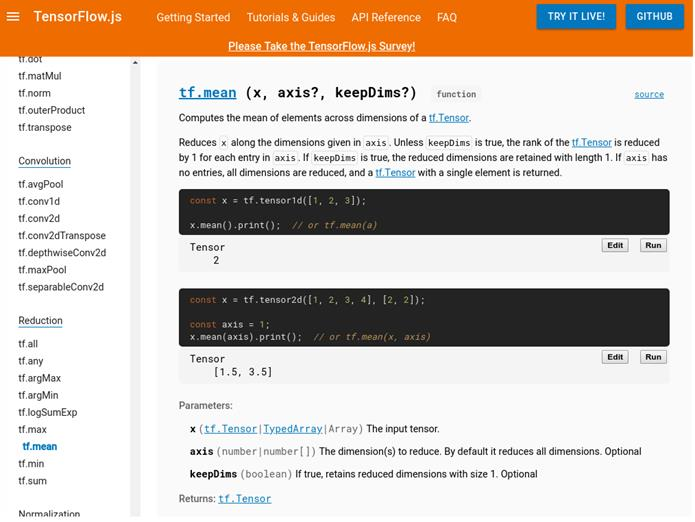 TensorFlow.js
Getting Started
Tutorials & Guides
API Reference
FAQ
TRY IT LIVE!
GITHUB
Please Take the TensorFlow.js Survey!
tf.dot
tf.matMul
tf.norm
tf.outerProduct
tf.transpose
Convolution
tf.avgPool
tf.conv1d
tf.conv2d
tf.conv2dTranspose
tf.depthwiseConv2d
tf.maxPool
tf.separableConv2d
Reduction
tf.all
tf.any
tf.argMax
tf.argMin
tf.logSumExp
tf.max
tf.mean
tf.min
tf.sum
Normalization
tf.mean (x, axis?, keepDims?) function source
Computes the mean of elements across dimensions of a tf.Tensor.
Reduces x along the dimensions given in axis. Unless keepDims is true, the rank of the tf.Tensor is reduced
by 1 for each entry in axis. If keepDims is true, the reduced dimensions are retained with length 1. If axis has
no entries, all dimensions are reduced, and a tf.Tensor with a single element is returned.
const x = tf.tensor1d([1, 2, 3]);
x.mean().print(); // or tf.mean(a)
Tensor
2
Edit
Run
const x = tf.tensor2d([1, 2, 3, 4], [2, 2]);
const axis = 1;
x.mean(axis).print(); // or tf.mean(x, axis)
Tensor
[1.5, 3.5]
Edit
Run
Parameters:
x (tf.Tensor|TypedArray|Array) The input tensor.
axis (number|number[]) The dimension(s) to reduce. By default it reduces all dimensions. Optional
keepDims (boolean) If true, retains reduced dimensions with size 1. Optional
Returns: tf.Tensor